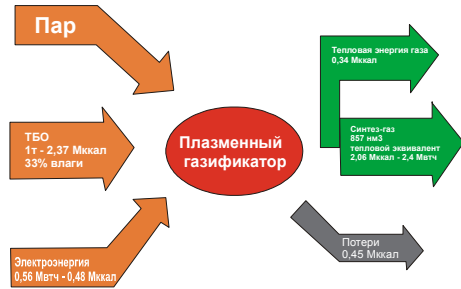 Пар
ТБО
1т - 2,37 Мккал
33% влаги
Электроэнергия
0,56 Мвтч - 0,48 Мккал
Плазменный
газификатор
Тепловая энергия газа
0,34 Мккал
Синтез-газ
857 нм3
тепловой эквивалент
2,06 Мккал - 2,4 Мвтч
Потери
0,45 Мккал